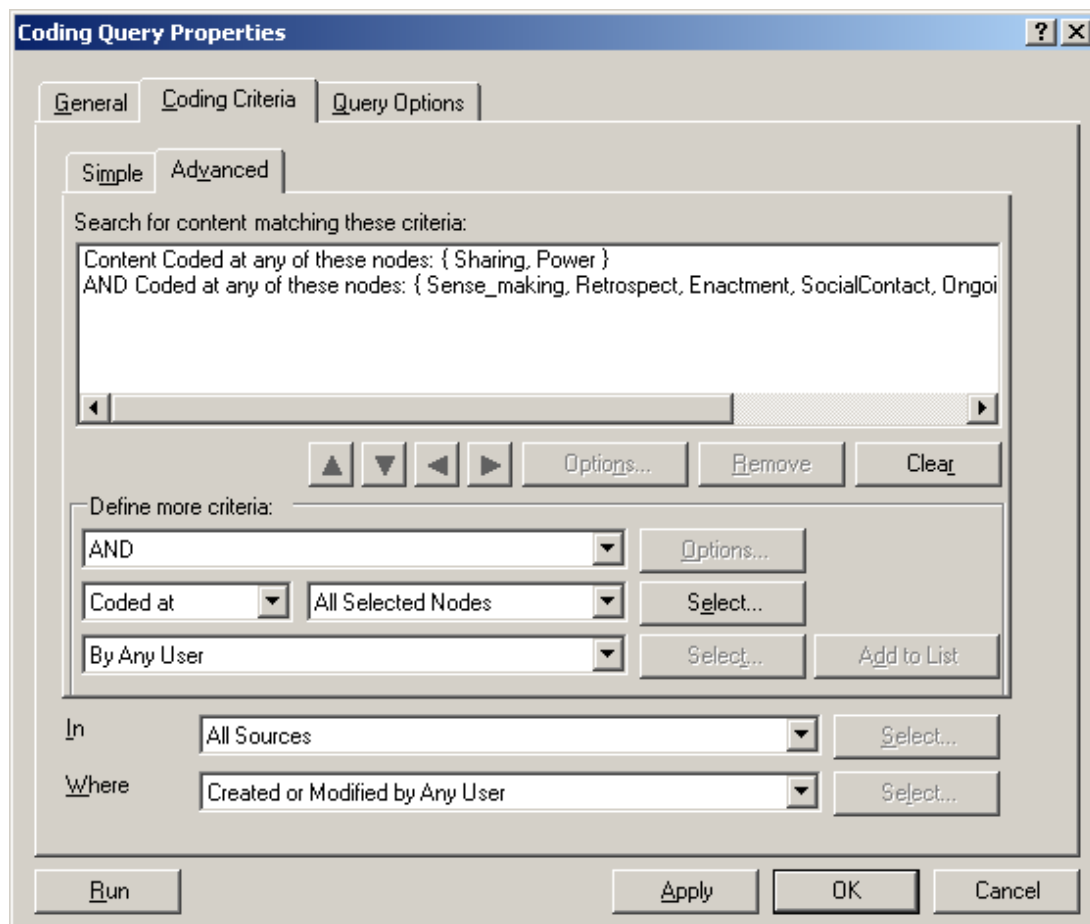 Coding Query Properties
General Coding Criteria Query Options
Simple Advanced
Search for content matching these criteria:
Content Coded at any of these nodes: { Sharing, Power }
AND Coded at any of these nodes: { Sense_making, Retrospect, Enactment, SocialContact, Ongoi
Options... Remove Clear
Define more criteria:
AND Options...
Coded at All Selected Nodes Select...
By Any User Select... Add to List
In All Sources Select...
Where Created or Modified by Any User Select...
Run Apply OK Cancel